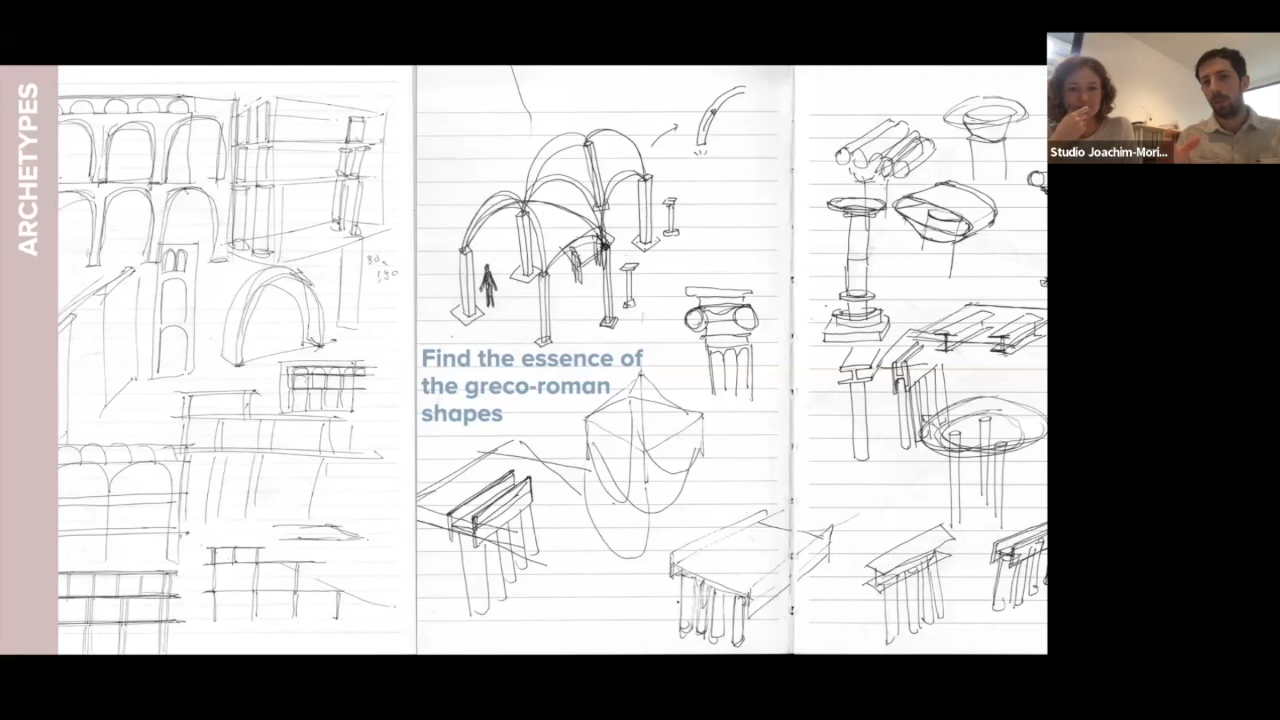 ARCHETYPES
Find the essence of
the greco-roman
shapes
Studio Joachim-Mori...